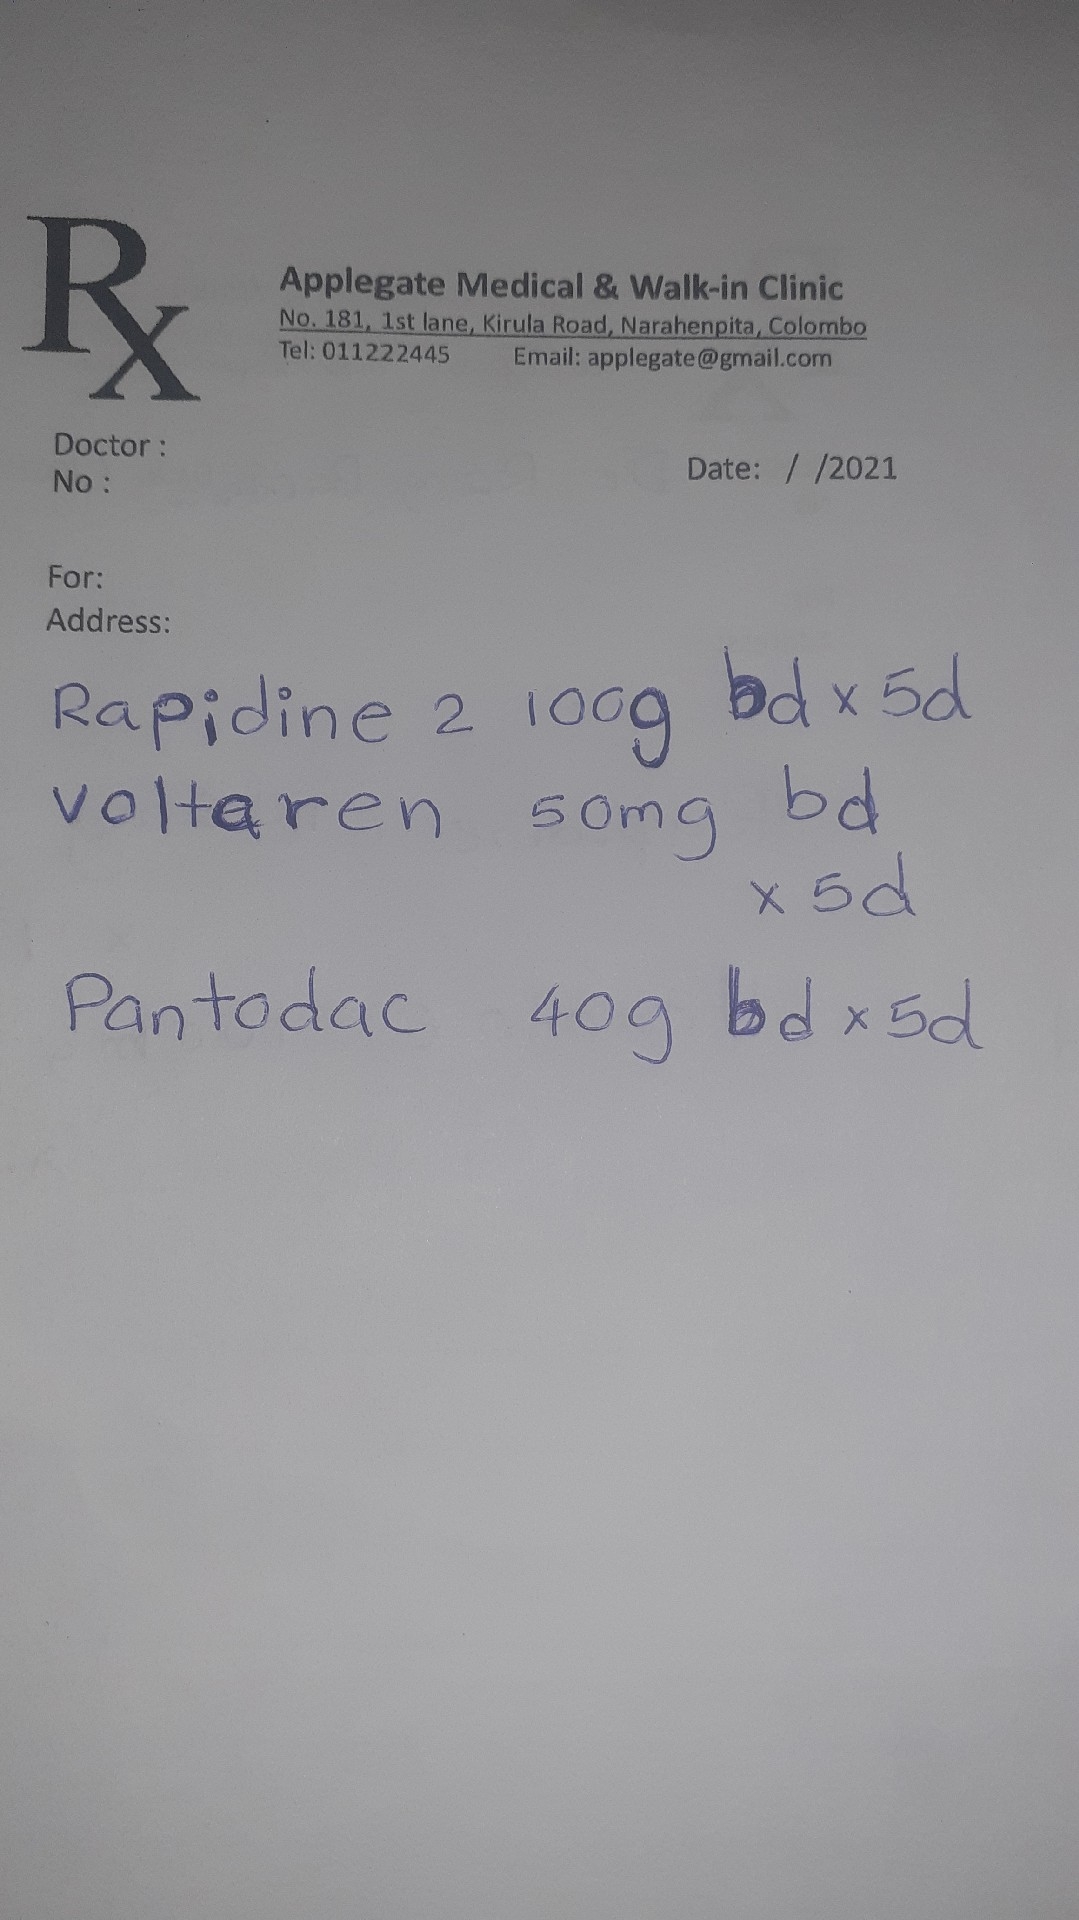 Rx
Applegate Medical & Walk-in Clinic
No. 181, 1st lane, Kirula Road, Narahenpita, Colombo
Tel: 011222445 Email: applegate@gmail.com
Doctor :
No :
Date: / /2021
For:
Address:
Rapidine 2 100g bd x 5d
voltaren 50mg bd
x 5d
Pantodac 40g bd x 5d